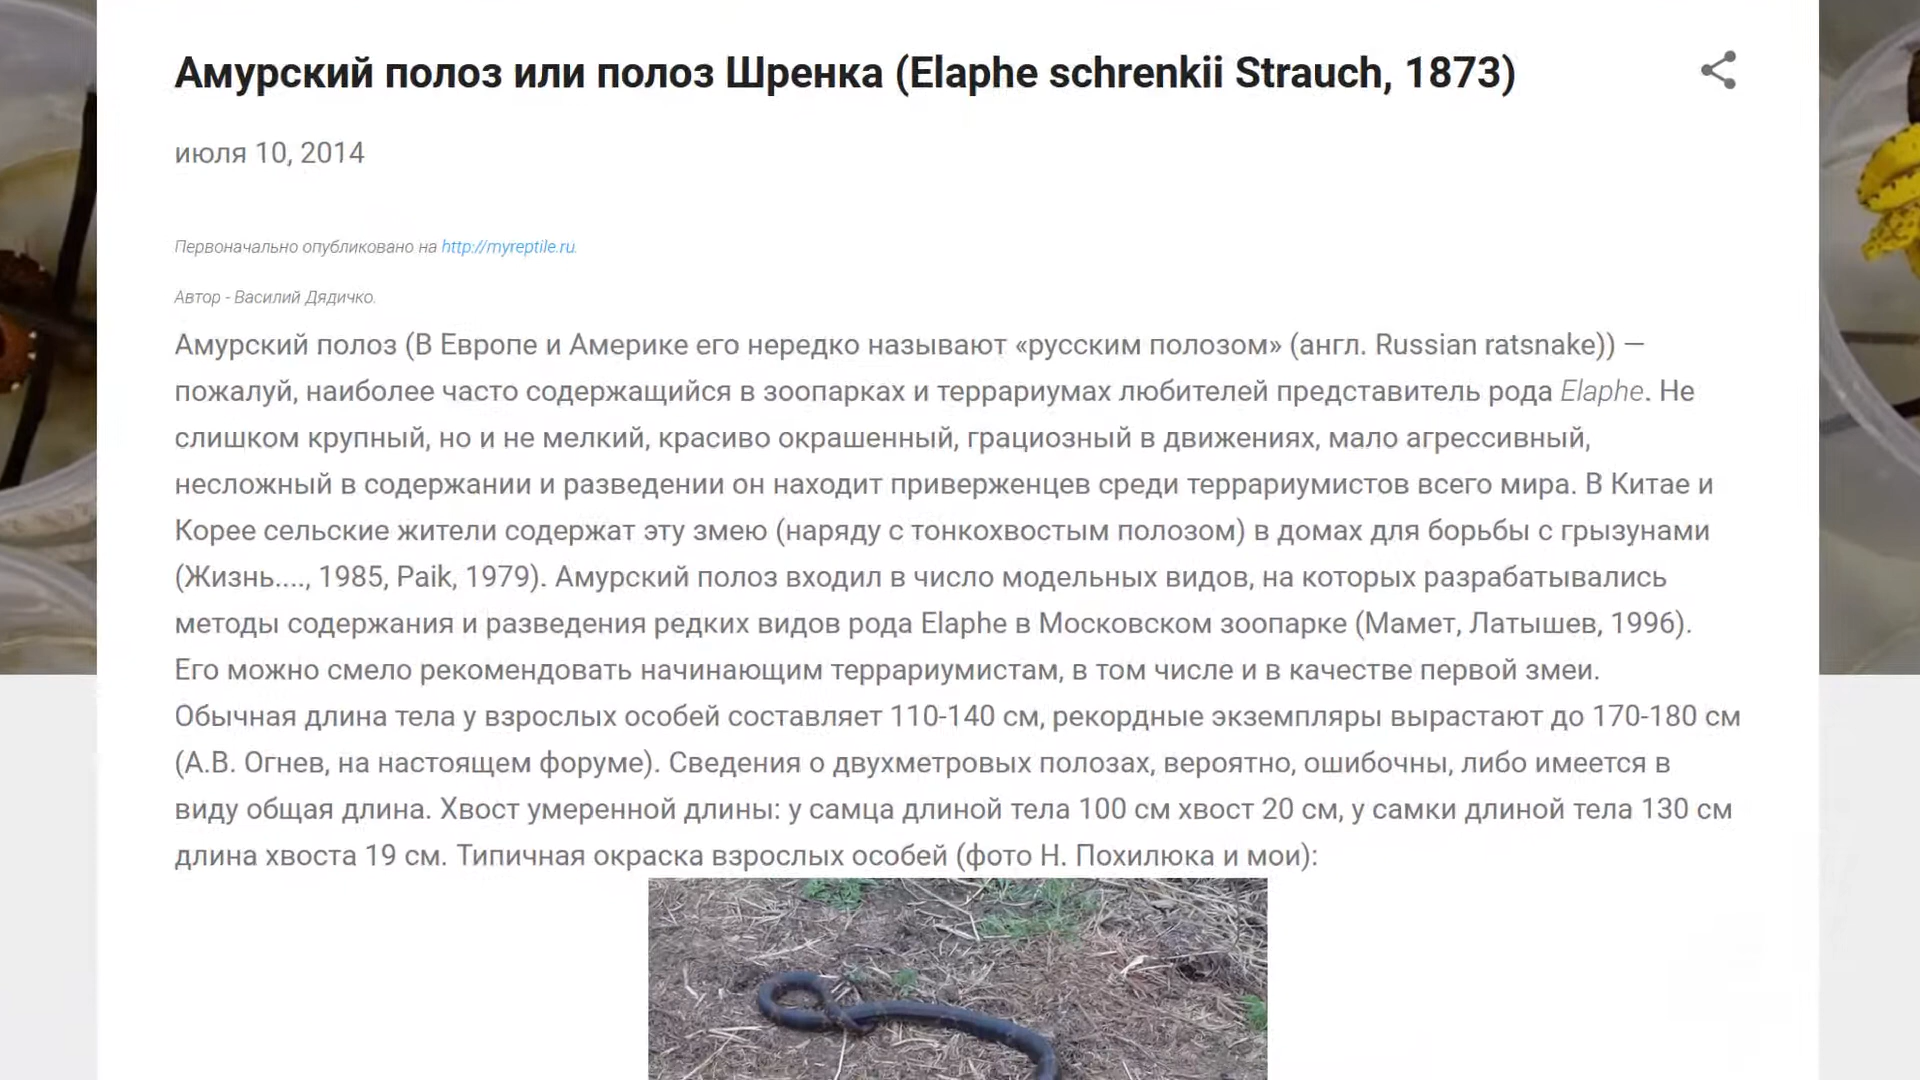 Амурский полоз или полоз Шренка (Elaphe schrenkii Strauch, 1873)
июля 10, 2014
Первоначально опубликовано на http://myreptile.ru.
Автор - Василий Дядичко.
Амурский полоз (В Европе и Америке его нередко называют «русским полозом» (англ. Russian ratsnake)) —
пожалуй, наиболее часто содержащийся в зоопарках и террариумах любителей представитель рода Elaphe. Не
слишком крупный, но и не мелкий, красиво окрашенный, грациозный в движениях, мало агрессивный,
несложный в содержании и разведении он находит приверженцев среди террариумистов всего мира. В Китае и
Корее сельские жители содержат эту змею (наряду с тонкохвостым полозом) в домах для борьбы с грызунами
(Жизнь...., 1985, Paik, 1979). Амурский полоз входил в число модельных видов, на которых разрабатывались
методы содержания и разведения редких видов рода Elaphe в Московском зоопарке (Мамет, Латышев, 1996).
Его можно смело рекомендовать начинающим террариумистам, в том числе и в качестве первой змеи.
Обычная длина тела у взрослых особей составляет 110-140 см, рекордные экземпляры вырастают до 170-180 см
(А.В. Огнев, на настоящем форуме). Сведения о двухметровых полозах, вероятно, ошибочны, либо имеется в
виду общая длина. Хвост умеренной длины: у самца длиной тела 100 см хвост 20 см, у самки длиной тела 130 см
длина хвоста 19 см. Типичная окраска взрослых особей (фото Н. Похилюка и мои):